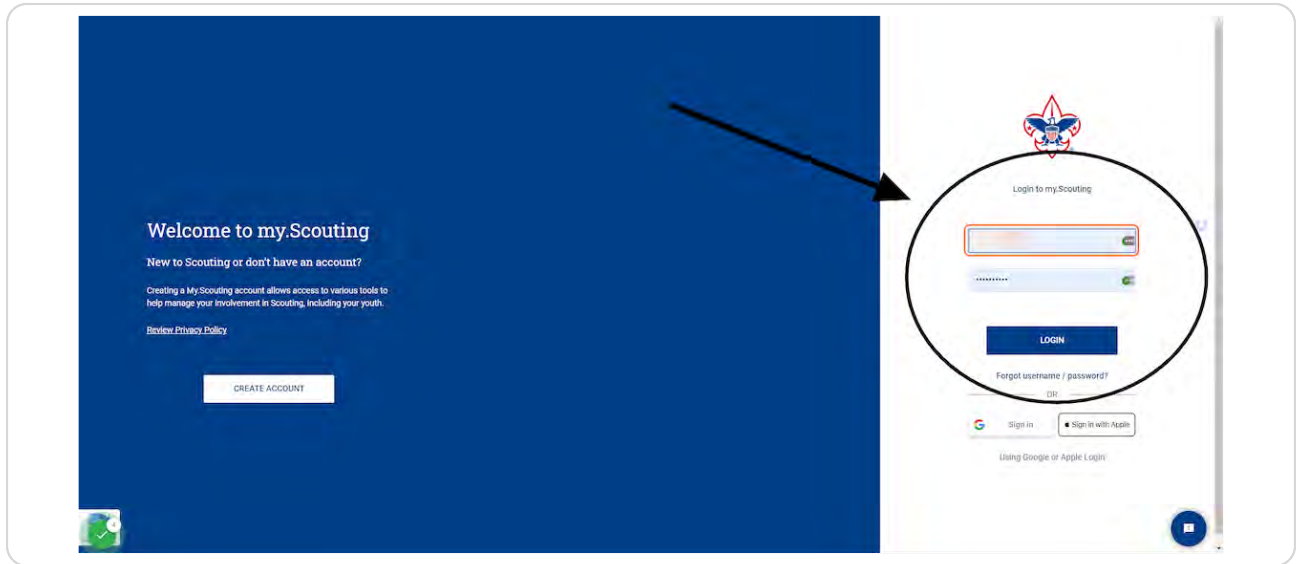 Welcome to my.Scouting
New to Scouting or don't have an account?
Creating a My.Scouting account allows access to various tools to
help manage your involvement in Scouting, including your youth.
Review Privacy Policy
CREATE ACCOUNT
Login to my.Scouting
LOGIN
Forgot username / password?
OR
Sign in
Sign in with Apple
Using Google or Apple Login